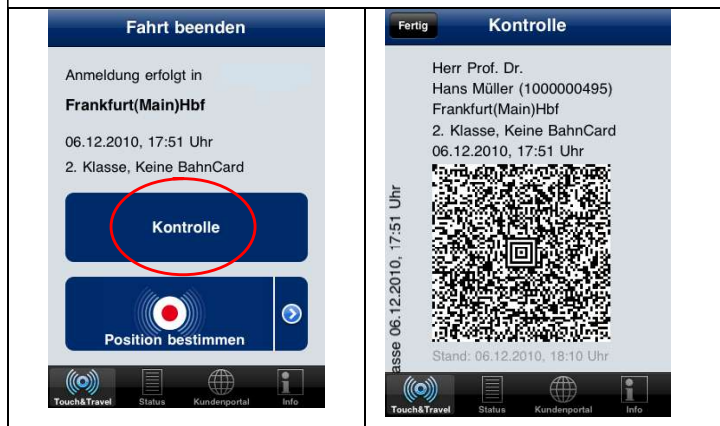 Fahrt beenden
Anmeldung erfolgt in
Frankfurt(Main)Hbf
06.12.2010, 17:51 Uhr
2. Klasse, Keine BahnCard
Kontrolle
Position bestimmen
Touch&Travel
Status
Kundenportal
Info
Fertig
Kontrolle
Herr Prof. Dr.
Hans Müller (1000000495)
Frankfurt(Main)Hbf
2. Klasse, Keine BahnCard
06.12.2010, 17:51 Uhr
asse 06.12.2010, 17:51 Uhr
Stand: 06.12.2010, 18:10 Uhr
Touch&Travel
Status
Kundenportal
Info